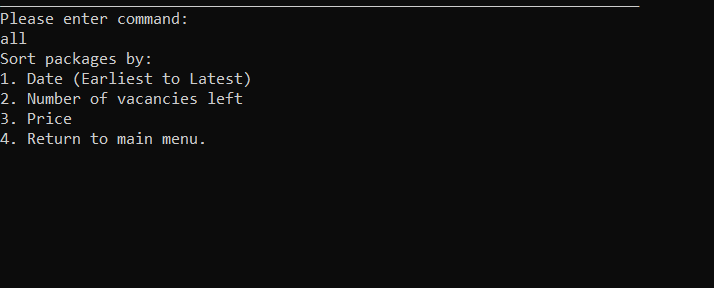 Please enter command:
all
Sort packages by:
1. Date (Earliest to Latest)
2. Number of vacancies left
3. Price
4. Return to main menu.